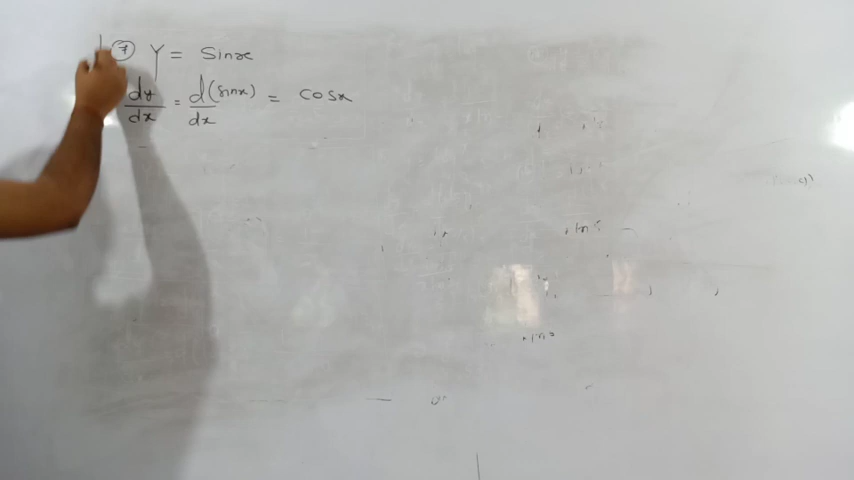 ⑦ Y = Sinx
dy/dx = d(sinx)/dx = cosx